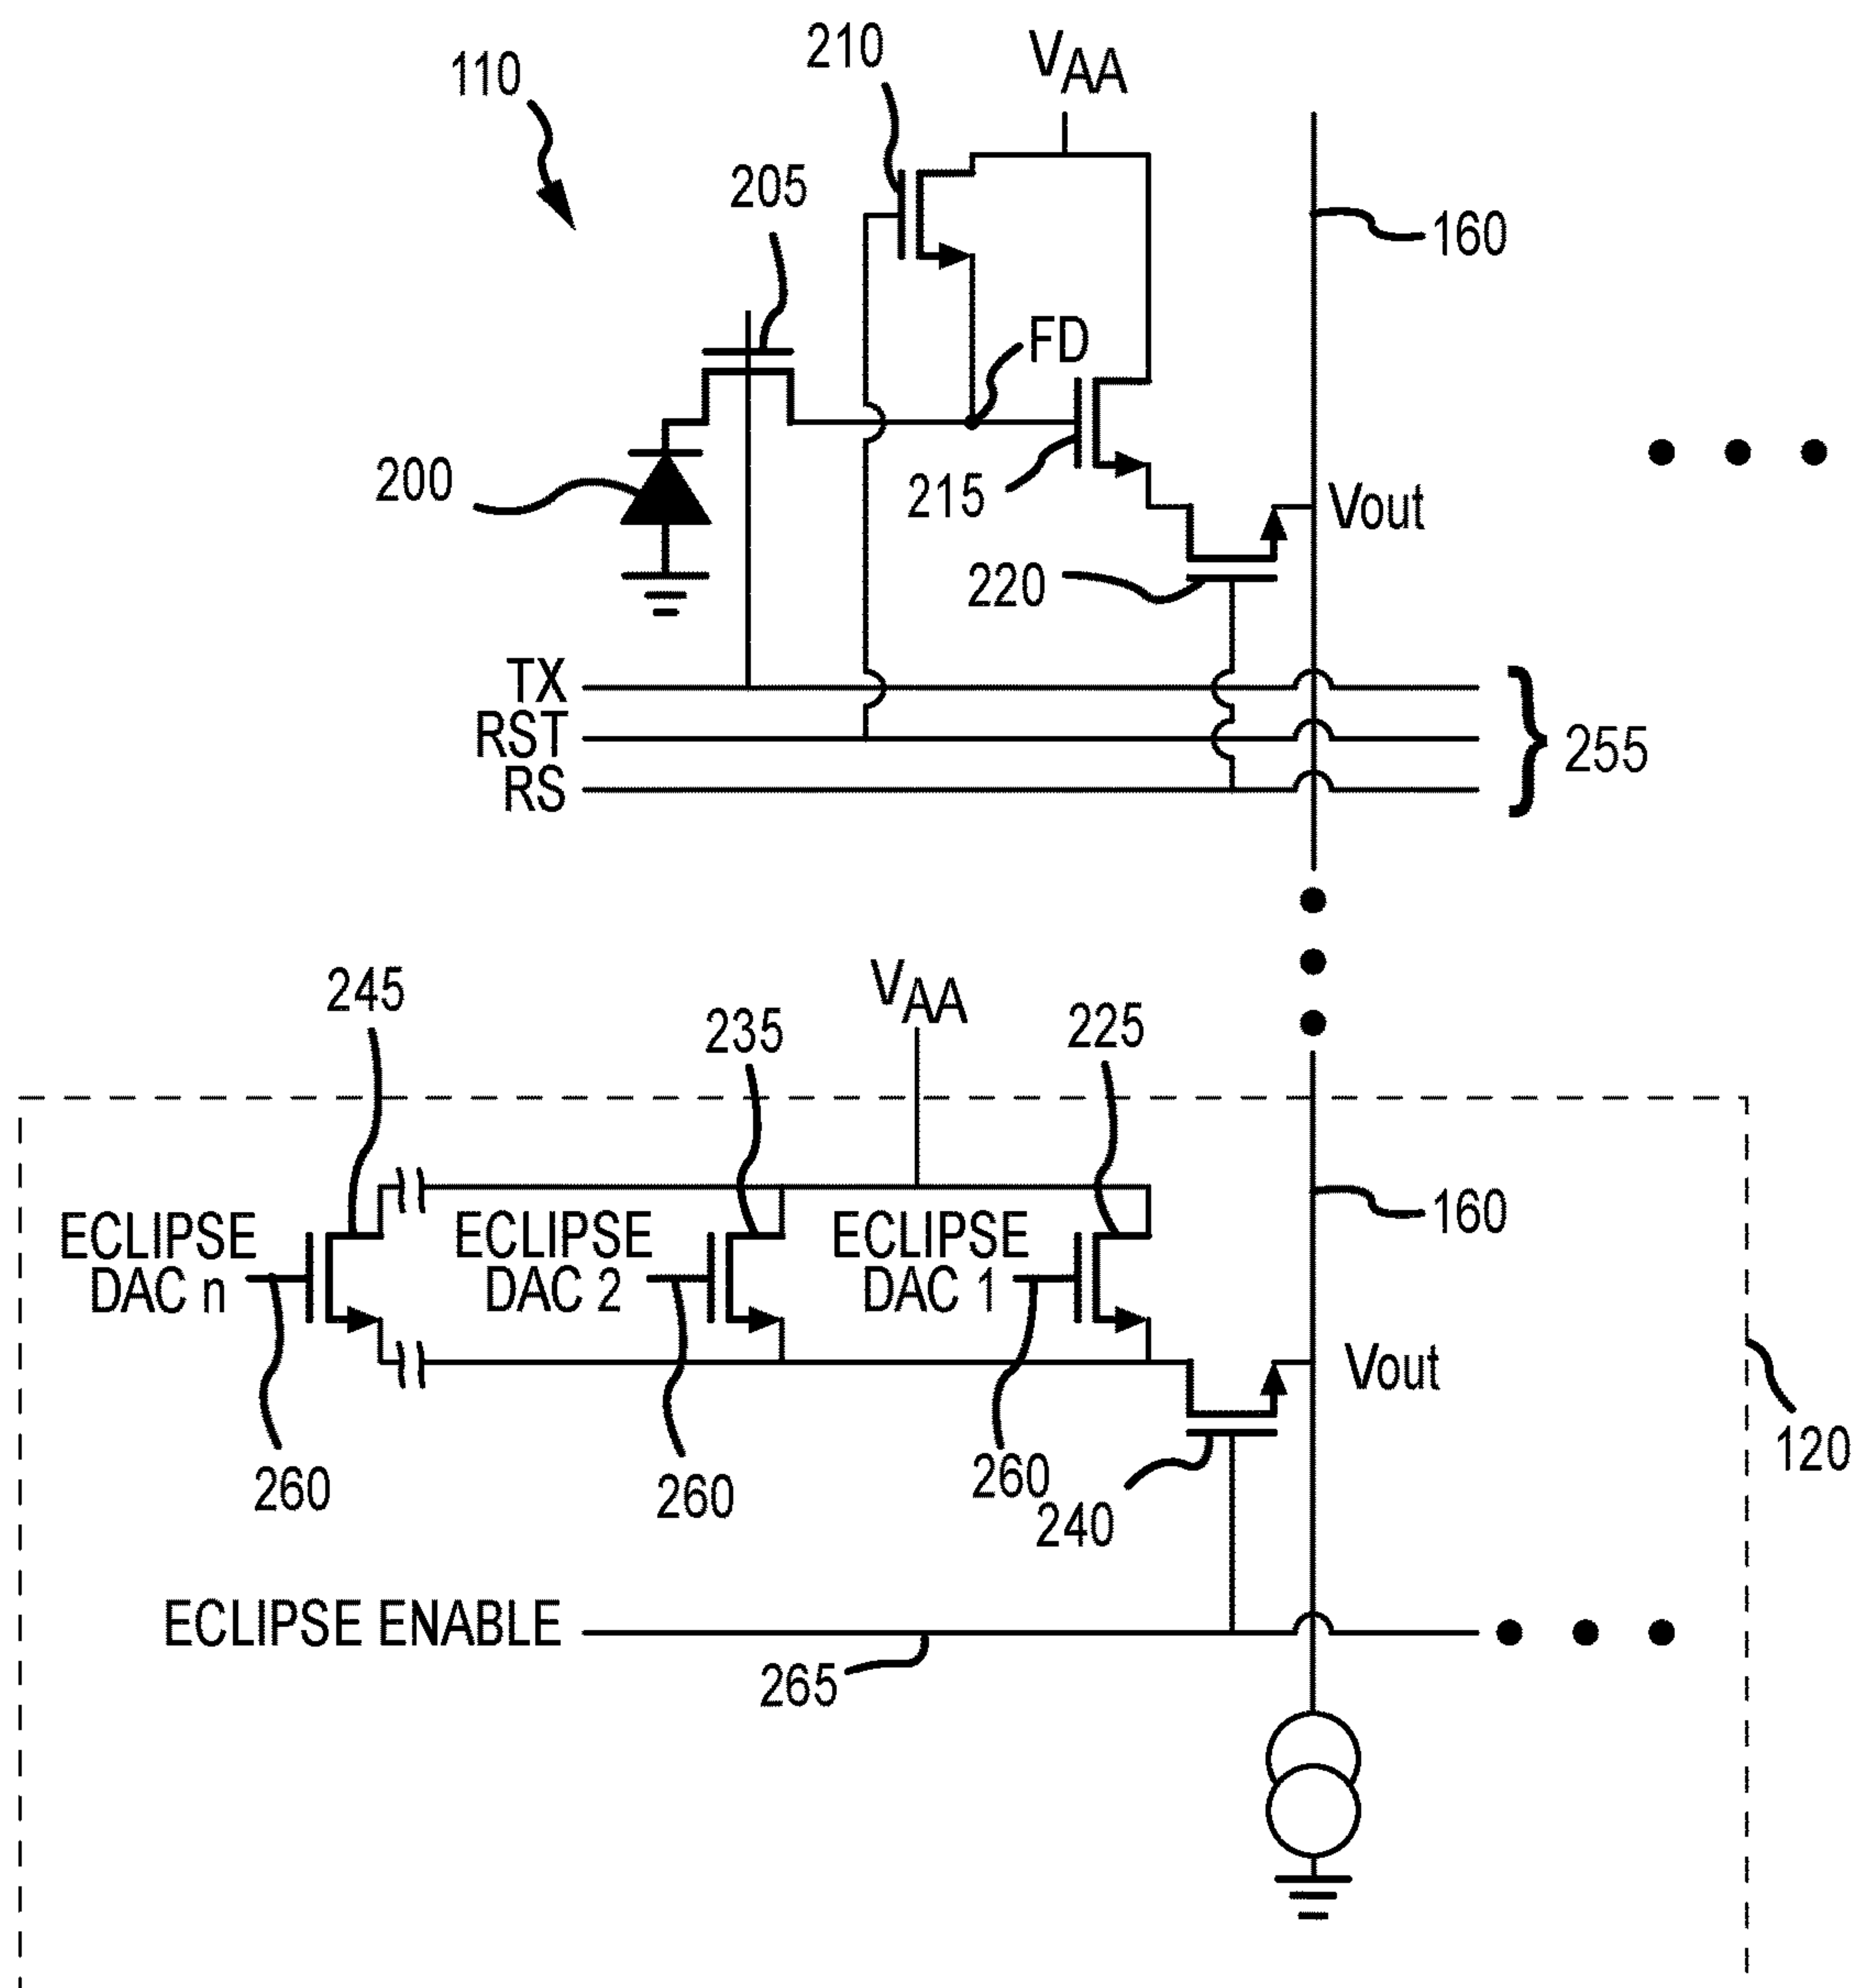 210
VAA
110
205
160
FD
200
215
Vout
220
TX
RST
RS
255
245
VAA
235
225
160
ECLIPSE
DAC n
ECLIPSE
DAC 2
ECLIPSE
DAC 1
Vout
120
260
260
260
240
ECLIPSE ENABLE
265